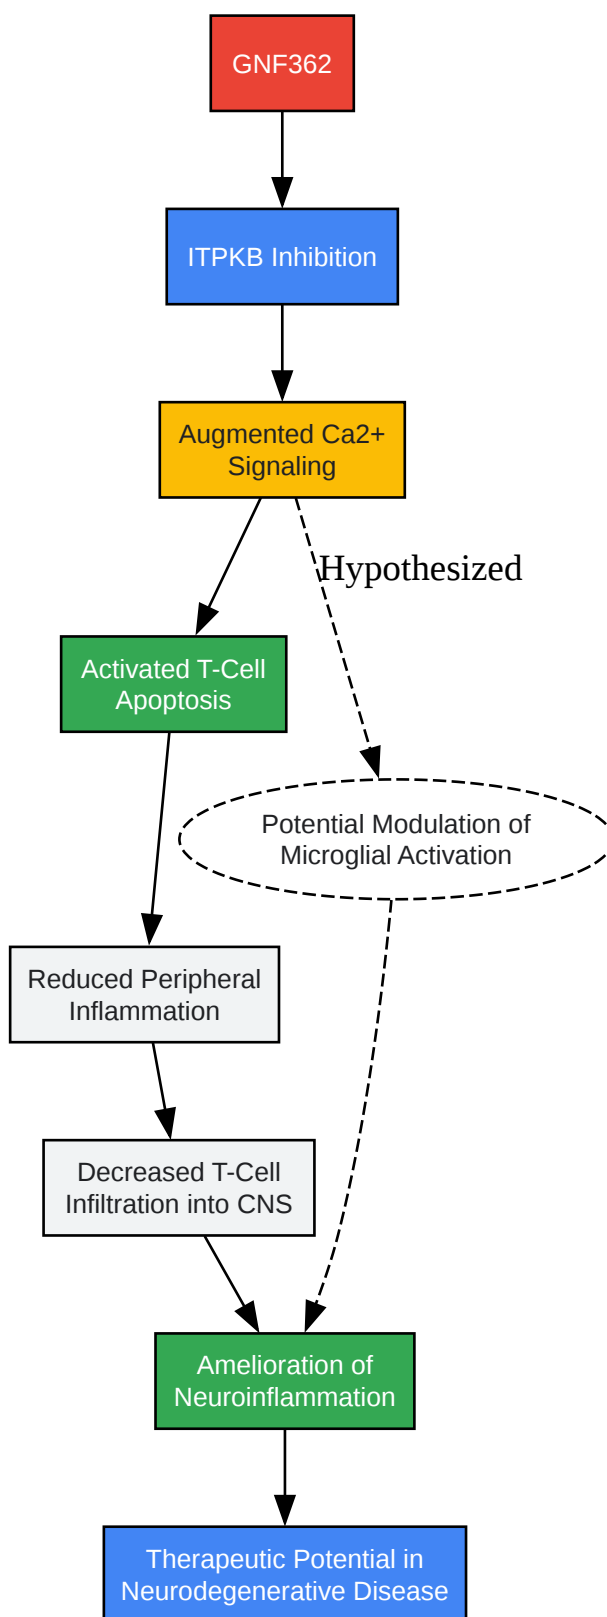 GNF362
ITPKB Inhibition
Augmented Ca2+
Signaling
Hypothesized
Activated T-Cell
Apoptosis
Potential Modulation of
Microglial Activation
Reduced Peripheral
Inflammation
Decreased T-Cell
Infiltration into CNS
Amelioration of
Neuroinflammation
Therapeutic Potential in
Neurodegenerative Disease